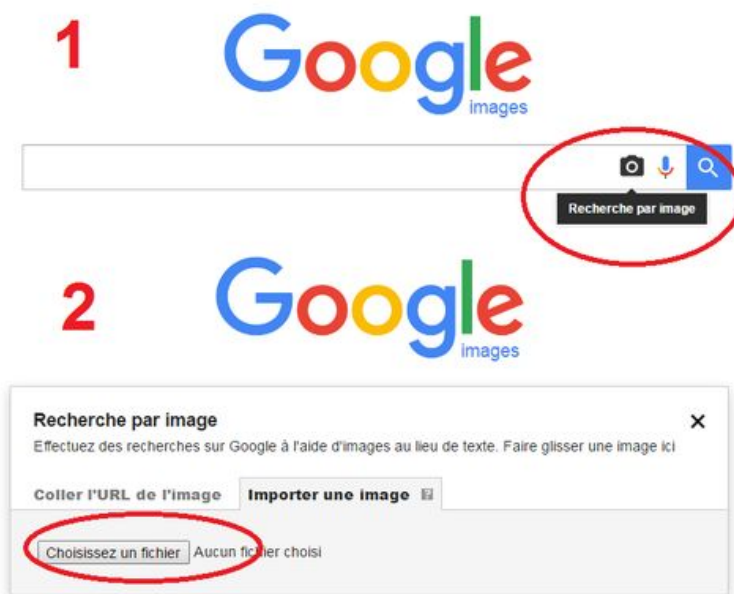 1
Google
images
Recherche par image
2
Google
images
Recherche par image
Effectuez des recherches sur Google à l'aide d'images au lieu de texte. Faire glisser une image ici
Coller l'URL de l'image Importer une image ?
Choisissez un fichier Aucun fichier choisi